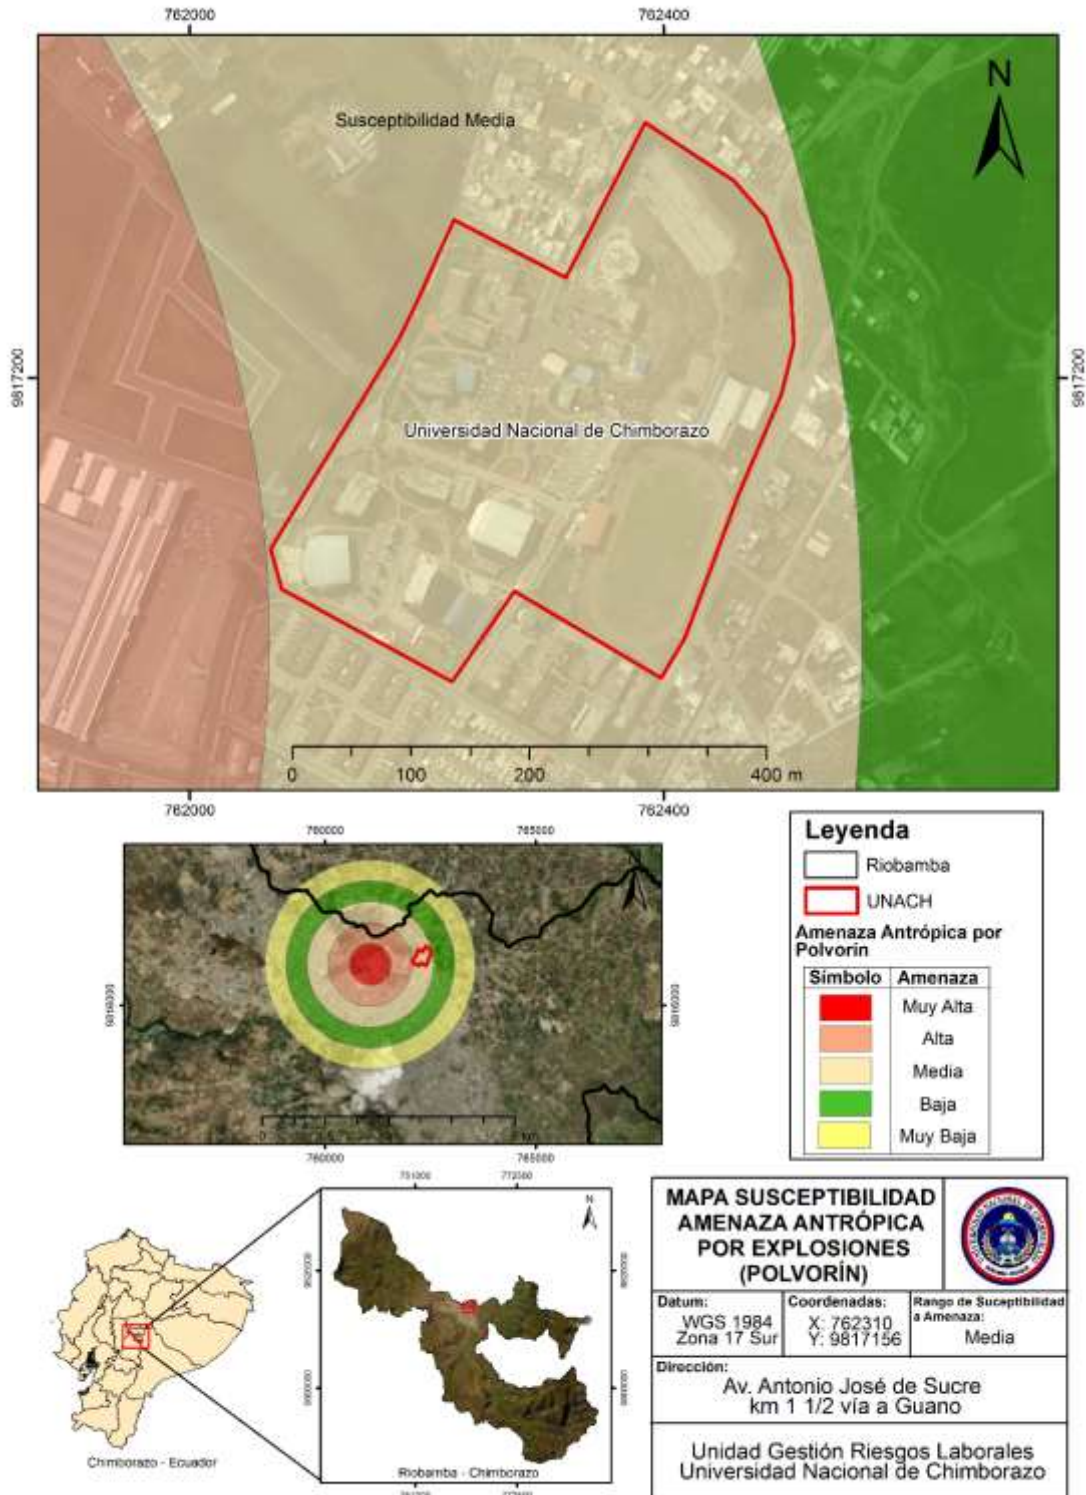 762000
762400
N
Susceptibilidad Media
9817200
9817200
Universidad Nacional de Chimborazo
0 100 200 400 m
762000
762400
760000
765000
760000
765000
Leyenda
Riobamba
UNACH
Amenaza Antrópica por
Polvorín
Símbolo Amenaza
Muy Alta
Alta
Media
Baja
Muy Baja
N
Chimborazo - Ecuador
Riobamba - Chimborazo
MAPA SUSCEPTIBILIDAD
AMENAZA ANTRÓPICA
POR EXPLOSIONES
(POLVORÍN)
Datum:
WGS 1984
Zona 17 Sur
Coordenadas:
X: 762310
Y: 9817156
Rango de Suceptibilidad
a Amenaza:
Media
Dirección:
Av. Antonio José de Sucre
km 1 1/2 vía a Guano
Unidad Gestión Riesgos Laborales
Universidad Nacional de Chimborazo